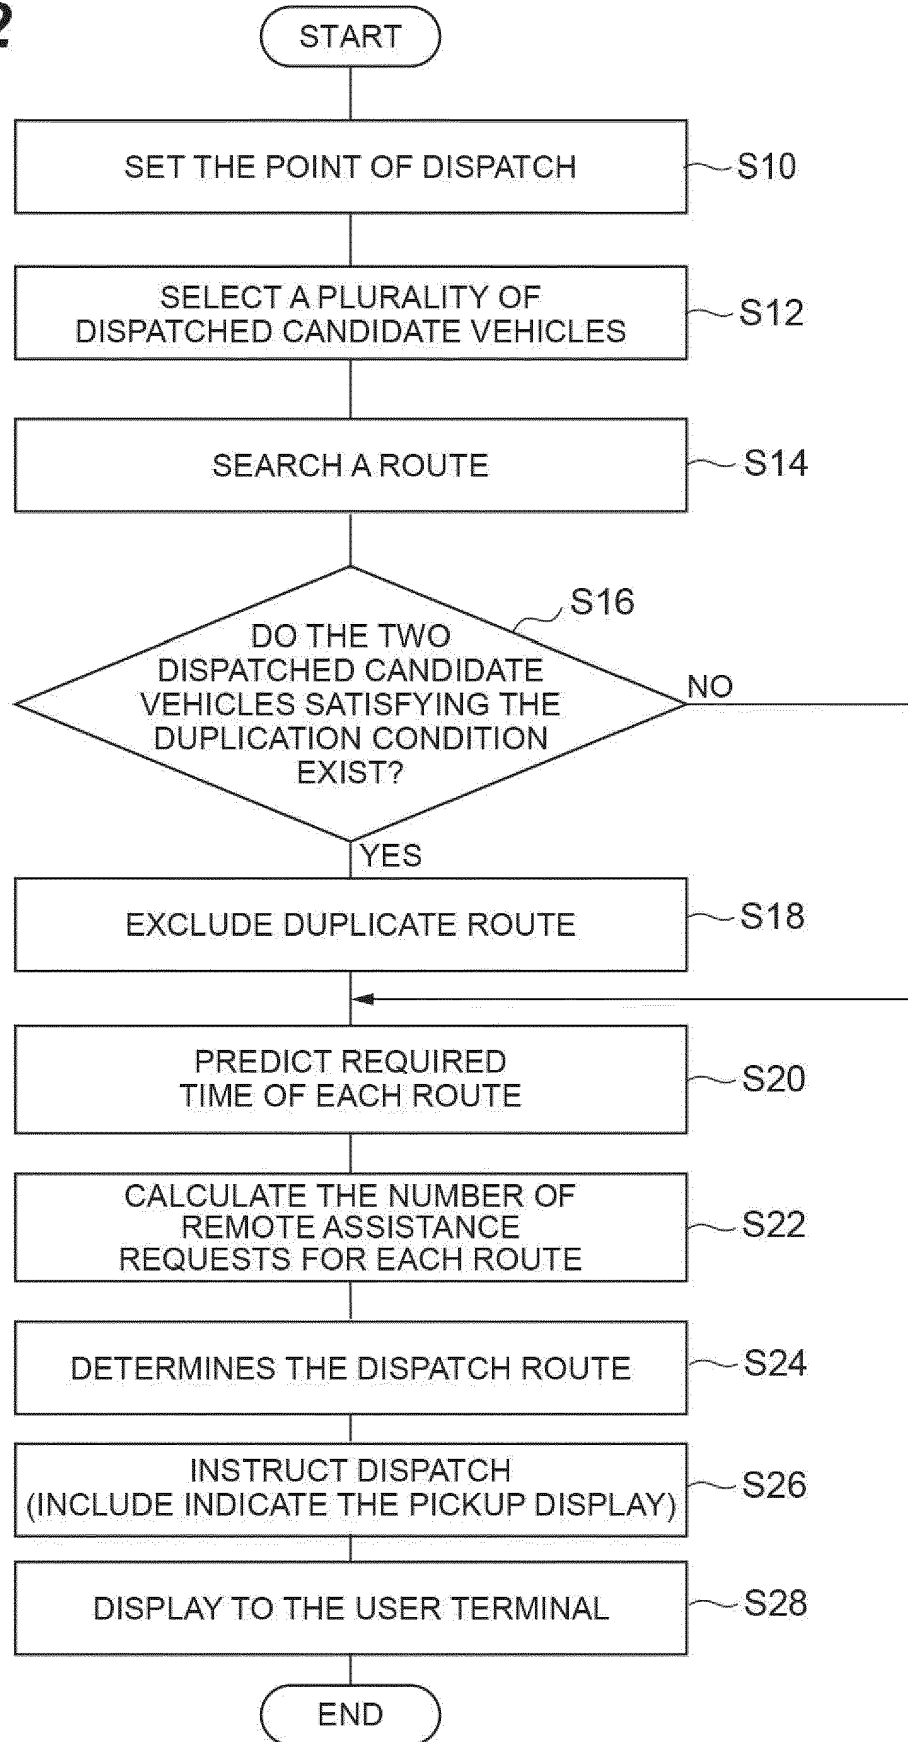 2
START
SET THE POINT OF DISPATCH
S10
SELECT A PLURALITY OF
DISPATCHED CANDIDATE VEHICLES
S12
SEARCH A ROUTE
S14
S16
DO THE TWO
DISPATCHED CANDIDATE
VEHICLES SATISFYING THE
DUPLICATION CONDITION
EXIST?
NO
YES
EXCLUDE DUPLICATE ROUTE
S18
PREDICT REQUIRED
TIME OF EACH ROUTE
S20
CALCULATE THE NUMBER OF
REMOTE ASSISTANCE
REQUESTS FOR EACH ROUTE
S22
DETERMINES THE DISPATCH ROUTE
S24
INSTRUCT DISPATCH
(INCLUDE INDICATE THE PICKUP DISPLAY)
S26
DISPLAY TO THE USER TERMINAL
S28
END